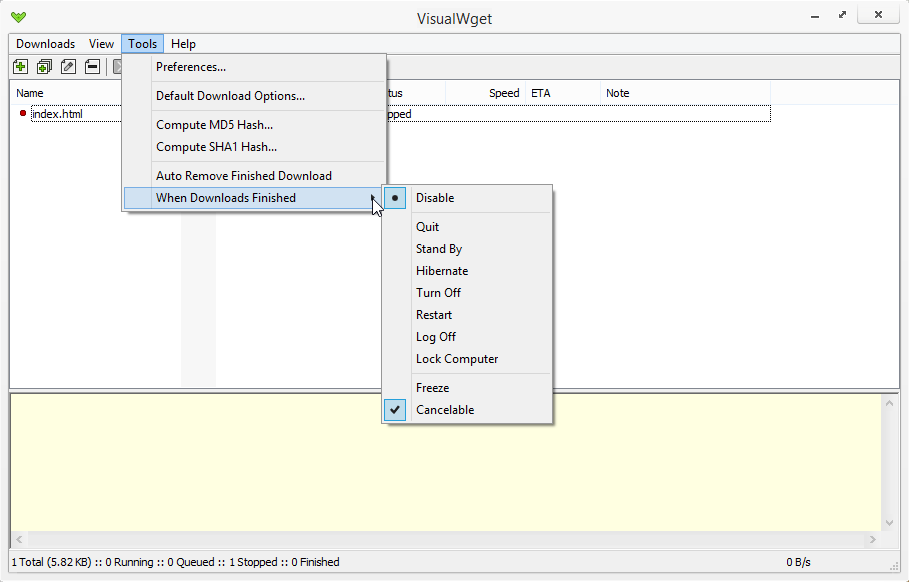 VisualWget
Downloads View Tools Help
Preferences...
Name Speed ETA Note
Default Download Options...
index.html
Compute MD5 Hash...
Compute SHA1 Hash...
Auto Remove Finished Download
When Downloads Finished
Disable
Quit
Stand By
Hibernate
Turn Off
Restart
Log Off
Lock Computer
Freeze
Cancelable
1 Total (5.82 KB) :: 0 Running :: 0 Queued :: 1 Stopped :: 0 Finished 0 B/s